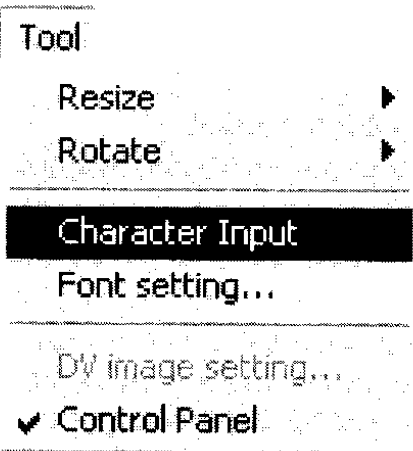 Tool
Resize
Rotate
Character Input
Font setting...
DV image setting...
Control Panel